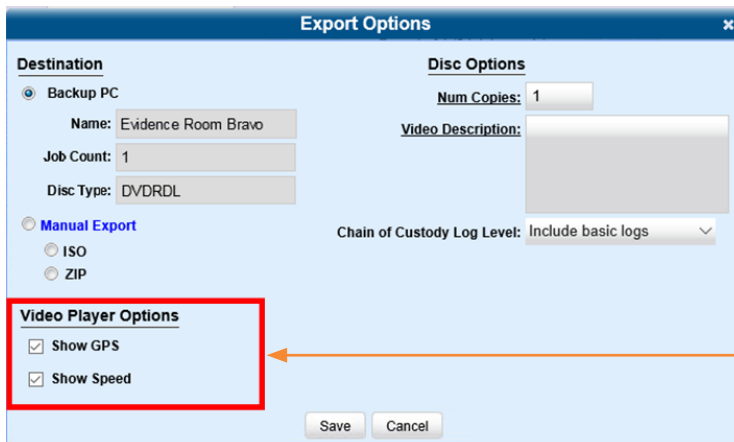 Export Options
Destination
Backup PC
Name: Evidence Room Bravo
Job Count: 1
Disc Type: DVDRDL
Manual Export
ISO
ZIP
Disc Options
Num Copies: 1
Video Description:
Chain of Custody Log Level: Include basic logs
Video Player Options
Show GPS
Show Speed
Save Cancel